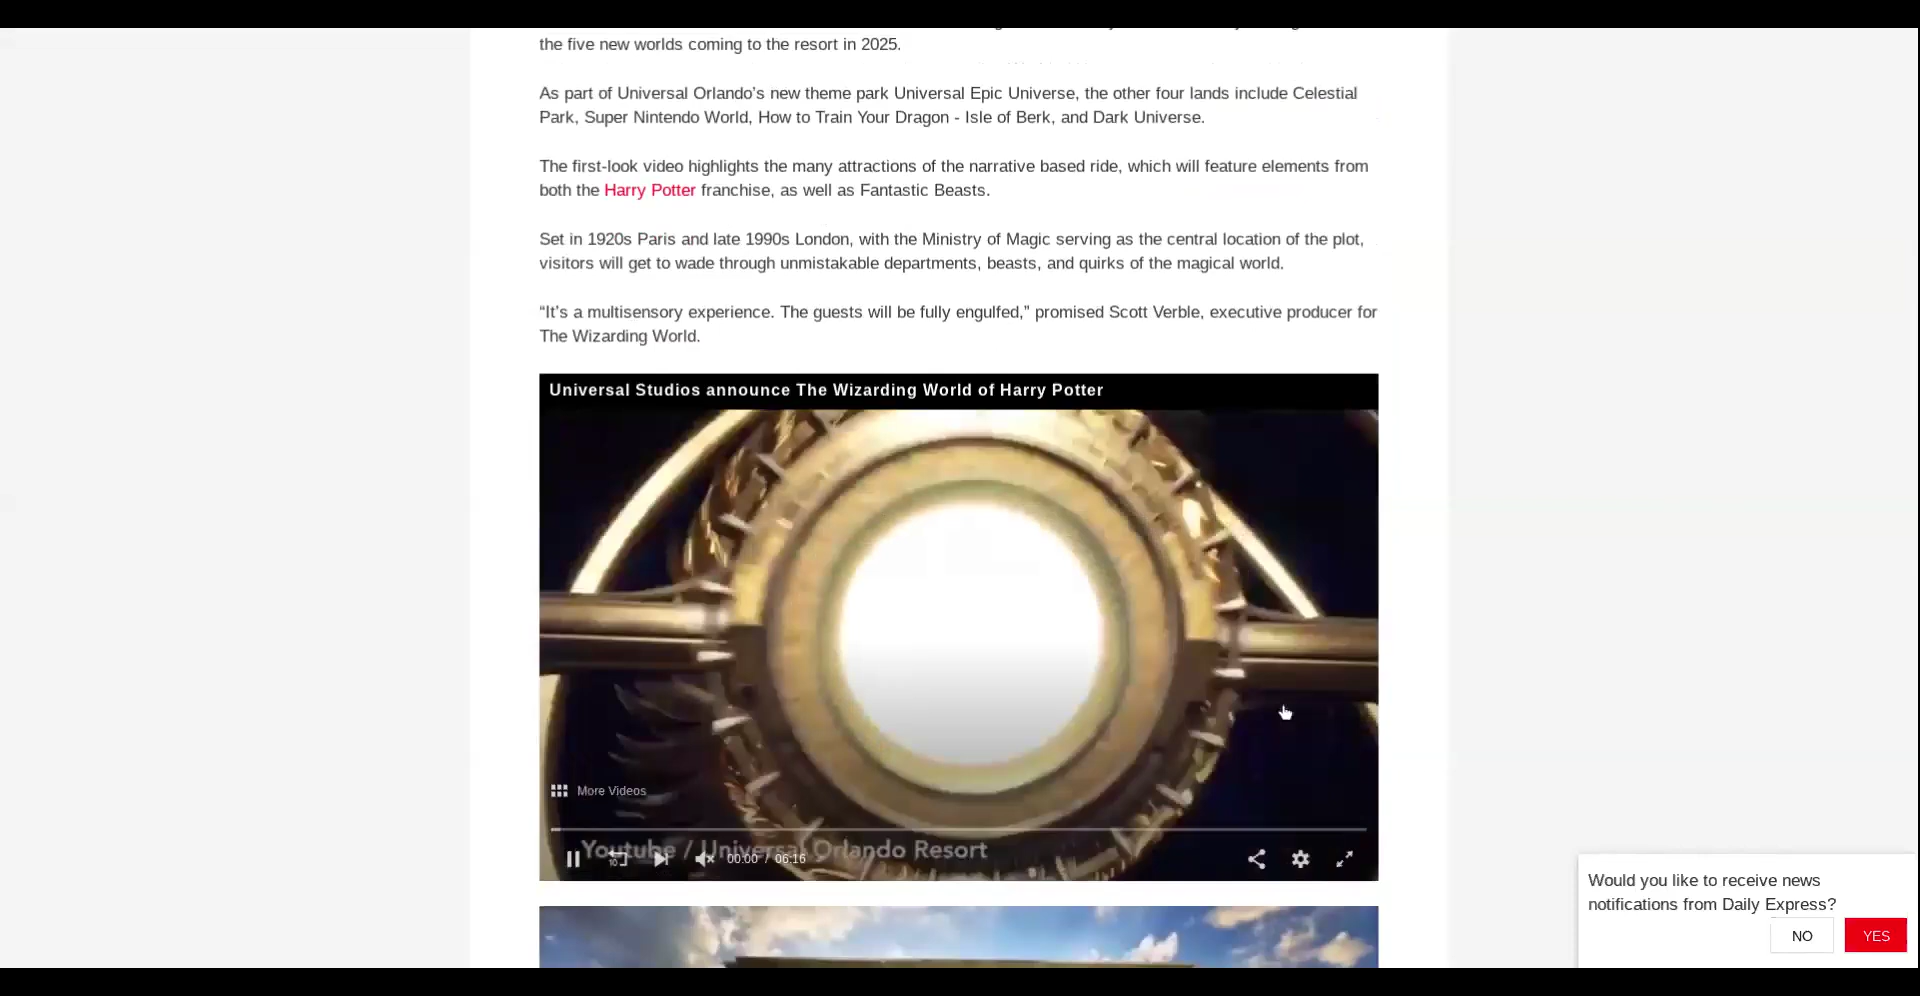 the five new worlds coming to the resort in 2025.
As part of Universal Orlando’s new theme park Universal Epic Universe, the other four lands include Celestial
Park, Super Nintendo World, How to Train Your Dragon - Isle of Berk, and Dark Universe.
The first-look video highlights the many attractions of the narrative based ride, which will feature elements from
both the Harry Potter franchise, as well as Fantastic Beasts.
Set in 1920s Paris and late 1990s London, with the Ministry of Magic serving as the central location of the plot,
visitors will get to wade through unmistakable departments, beasts, and quirks of the magical world.
“It’s a multisensory experience. The guests will be fully engulfed,” promised Scott Verble, executive producer for
The Wizarding World.
Universal Studios announce The Wizarding World of Harry Potter
More Videos
Youtube / Universal Orlando Resort
10 00:00 / 06:16
Would you like to receive news
notifications from Daily Express?
NO YES